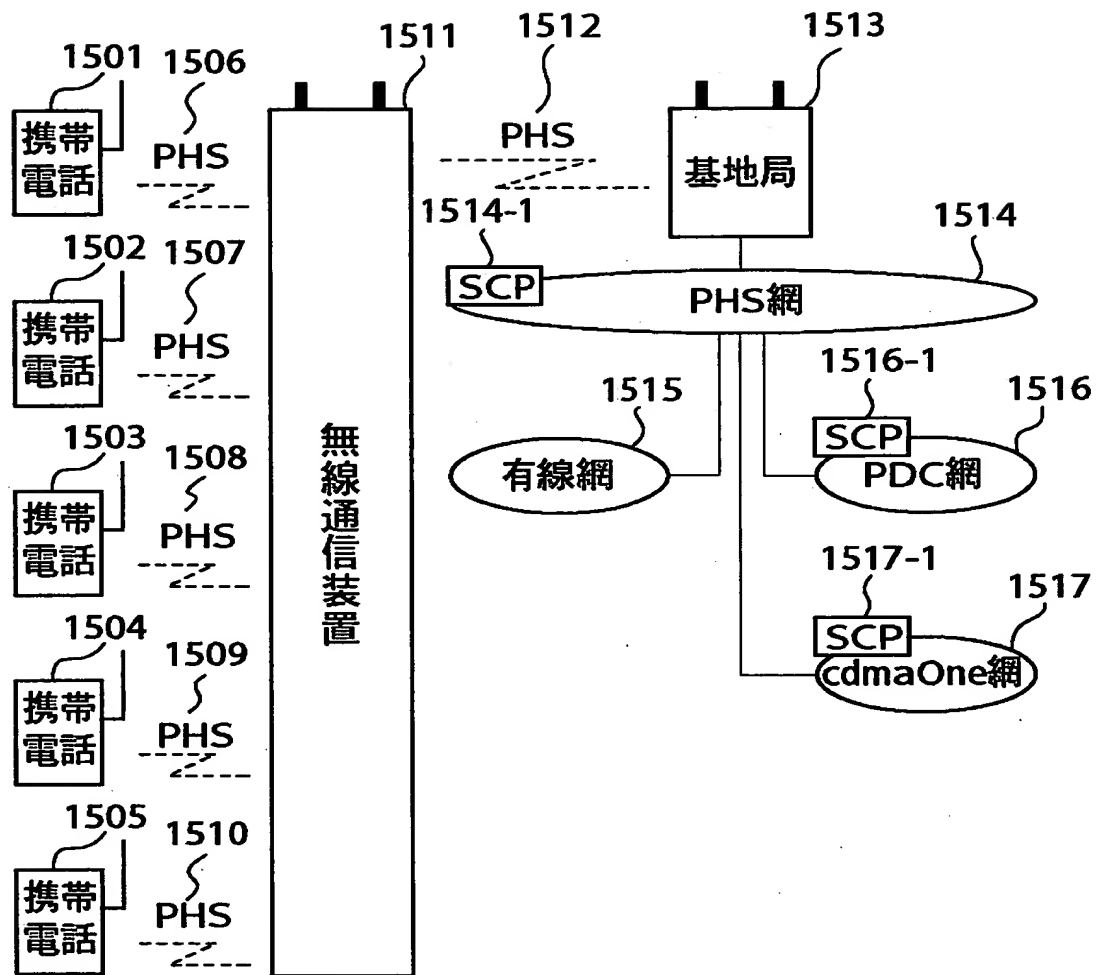 1501
1506
1511
1512
1513
携帯
電話
PHS
PHS
基地局
1514-1
1514
SCP
PHS網
1502
1507
携帯
電話
PHS
1516-1
1515
1516
SCP
有線網
PDC網
1503
1508
携帯
電話
PHS
無線通信装置
1517-1
1517
SCP
cdmaOne網
1504
1509
携帯
電話
PHS
1505
1510
携帯
電話
PHS